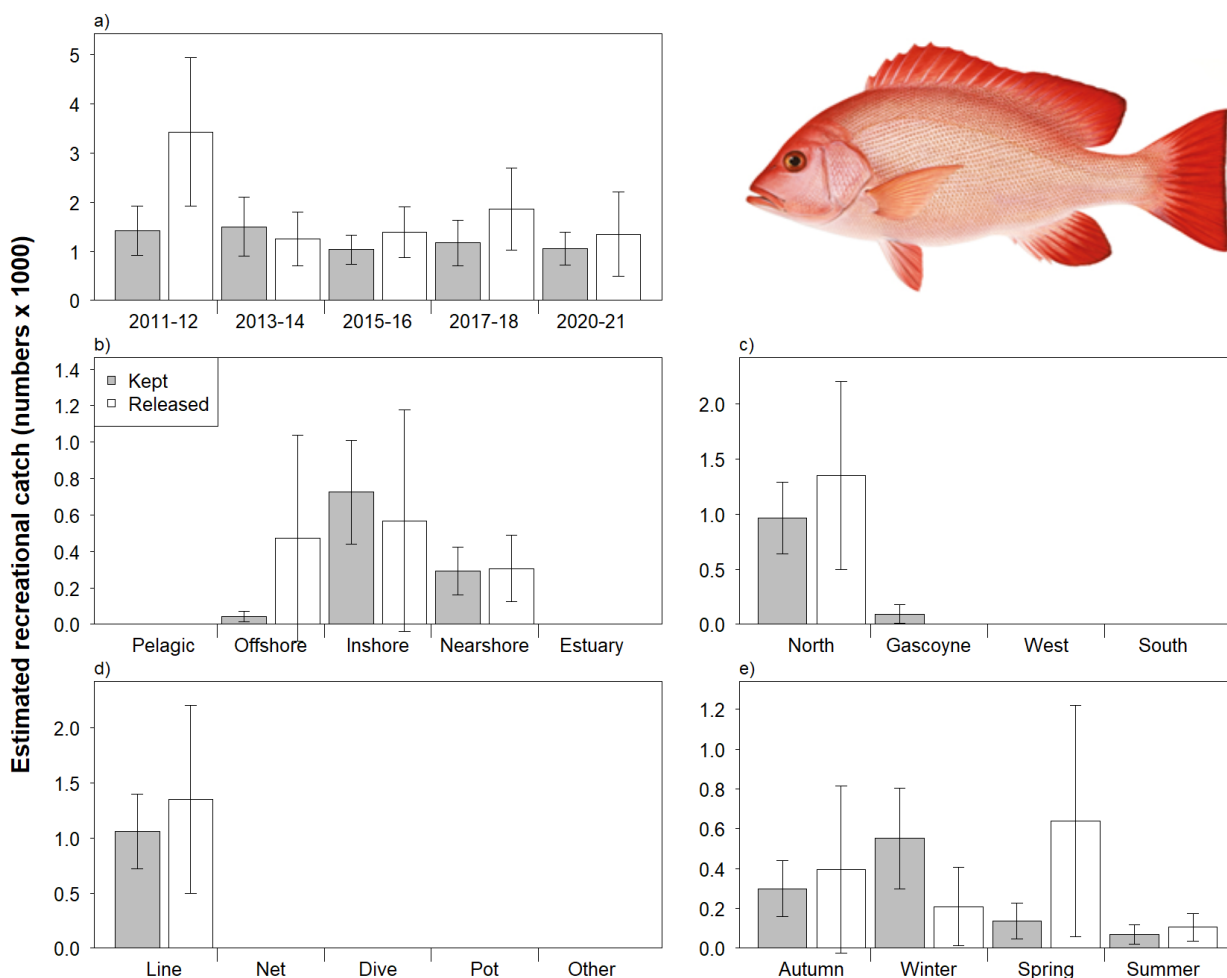 Estimated recreational catch (numbers x 1000)
a)
5
4
3
2
1
0
2011-12 2013-14 2015-16 2017-18 2020-21
b)
Kept
Released
1.4
1.2
1.0
0.8
0.6
0.4
0.2
0.0
Pelagic Offshore Inshore Nearshore Estuary
c)
2.0
1.5
1.0
0.5
0.0
North Gascoyne West South
d)
2.0
1.5
1.0
0.5
0.0
Line Net Dive Pot Other
e)
1.2
1.0
0.8
0.6
0.4
0.2
0.0
Autumn Winter Spring Summer